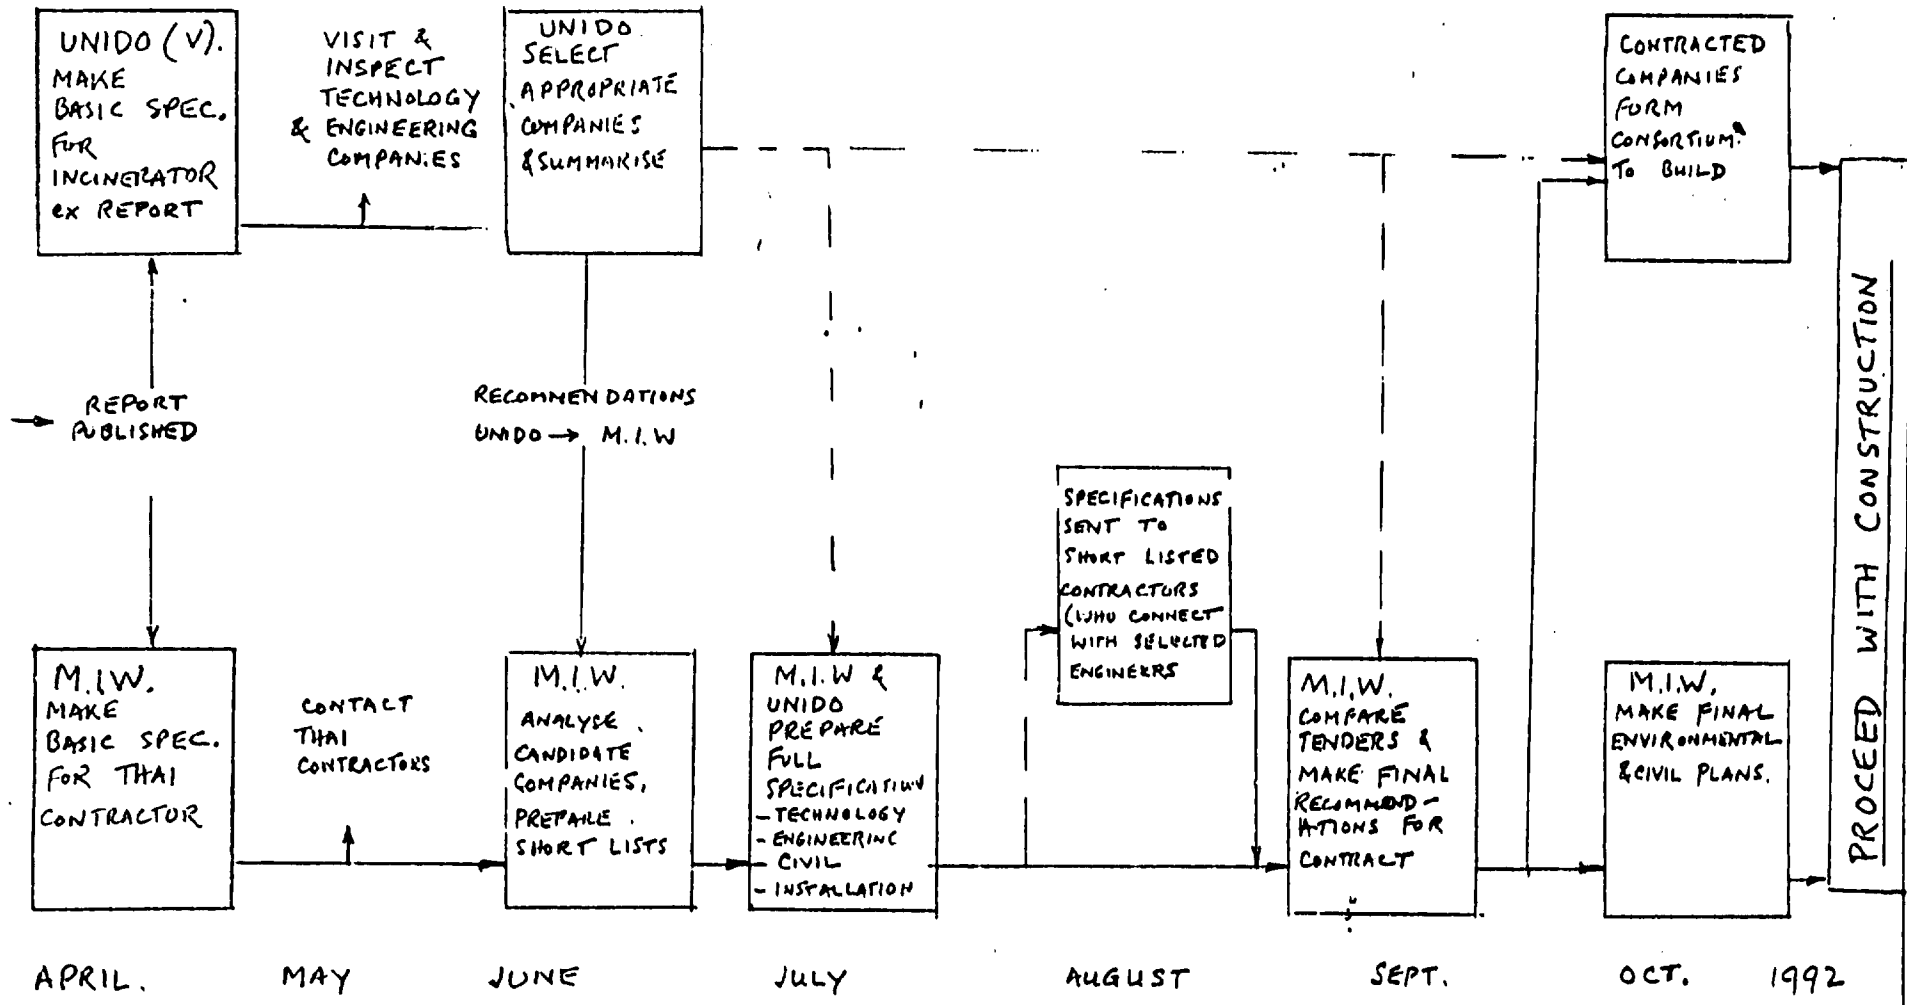 UNIDO (V).
MAKE
BASIC SPEC.
FOR
INCINERATOR
ex REPORT
VISIT &
INSPECT
TECHNOLOGY
& ENGINEERING
COMPANIES
UNIDO
SELECT
APPROPRIATE
COMPANIES
& SUMMARISE
CONTRACTED
COMPANIES
FORM
CONSORTIUM
TO BUILD
REPORT
PUBLISHED
RECOMMENDATIONS
UNIDO → M.I.W
SPECIFICATIONS
SENT TO
SHORT LISTED
CONTRACTORS
(WHO CONNECT
WITH SELECTED
ENGINEERS
M.I.W.
MAKE
BASIC SPEC.
FOR THAI
CONTRACTOR
CONTACT
THAI
CONTRACTORS
M.I.W.
ANALYSE
CANDIDATE
COMPANIES,
PREPARE
SHORT LISTS
M.I.W &
UNIDO
PREPARE
FULL
SPECIFICATION
- TECHNOLOGY
- ENGINEERING
- CIVIL
- INSTALLATION
M.I.W.
COMPARE
TENDERS &
MAKE FINAL
RECOMMEND-
ATIONS FOR
CONTRACT
M.I.W.
MAKE FINAL
ENVIRONMENTAL
& CIVIL PLANS.
PROCEED WITH CONSTRUCTION
APRIL. MAY JUNE JULY AUGUST SEPT. OCT. 1992